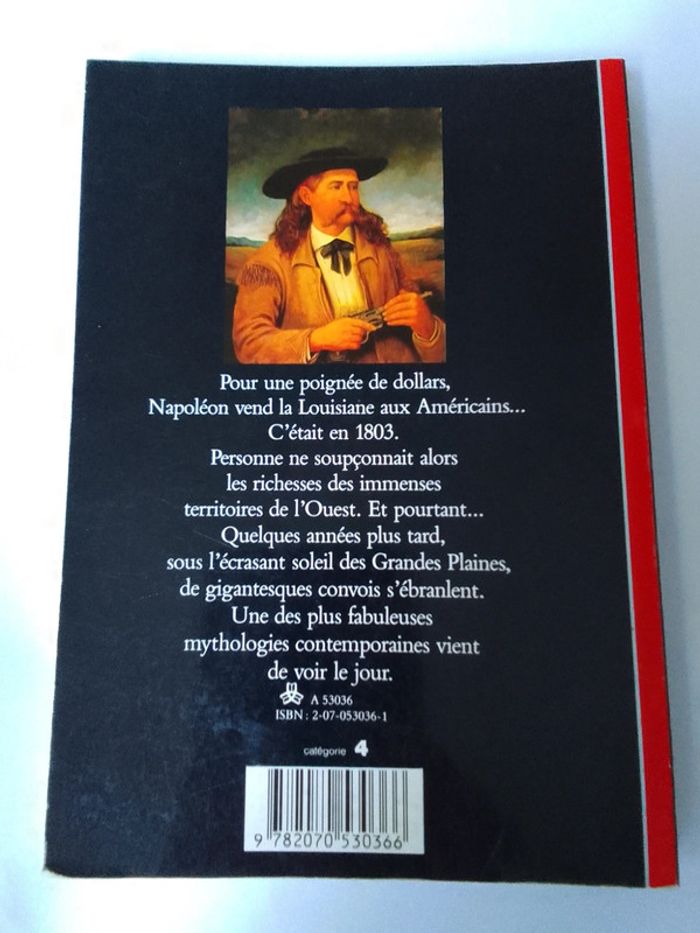 Pour une poignée de dollars,
Napoléon vend la Louisiane aux Américains...
C'était en 1803.
Personne ne soupçonnait alors
les richesses des immenses
territoires de l'Ouest. Et pourtant...
Quelques années plus tard,
sous l'écrasant soleil des Grandes Plaines,
de gigantesques convois s'ébranlent.
Une des plus fabuleuses
mythologies contemporaines vient
de voir le jour.
A 53036
ISBN : 2-07-053036-1
catégorie 4
9 782070 530366